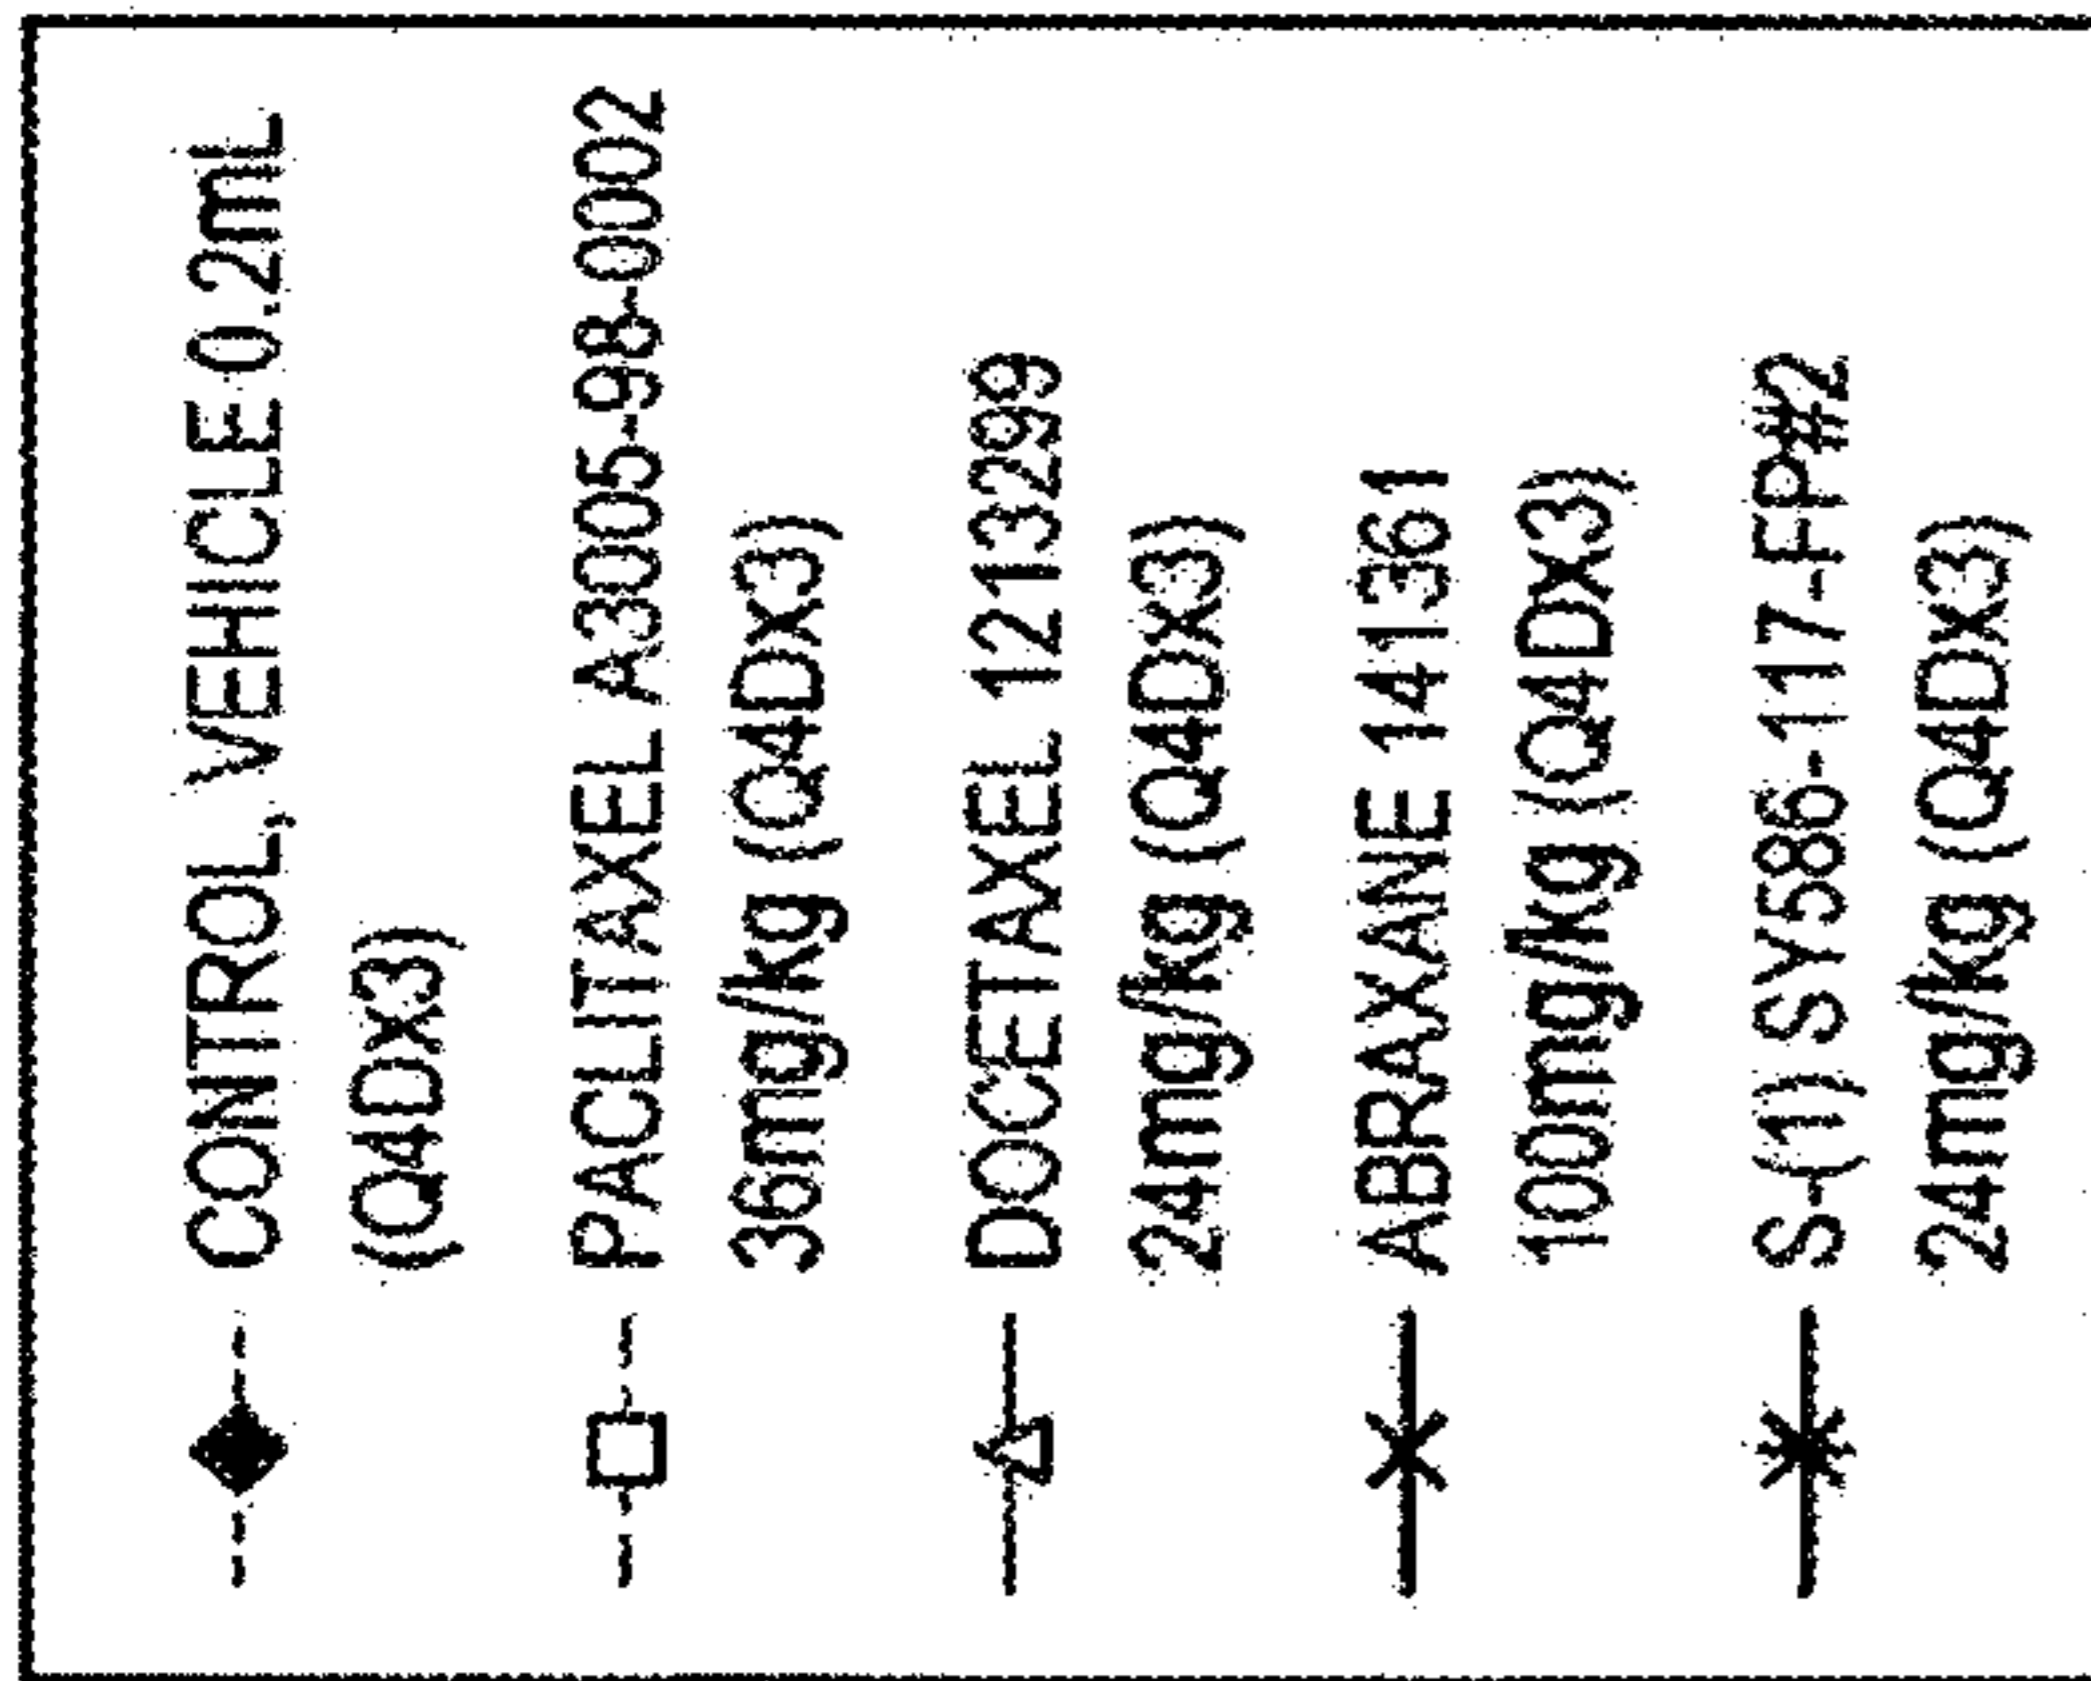 CONTROL, VEHICLE 0.2mL
(Q4DX3)
PACLITAXEL A3005-98-0002
36mg/kg (Q4DX3)
DOCETAXEL 1213299
24mg/kg (Q4DX3)
ABRAXANE 141361
100mg/kg (Q4DX3)
S-(1) SY586-117-FP#2
24mg/kg (Q4DX3)